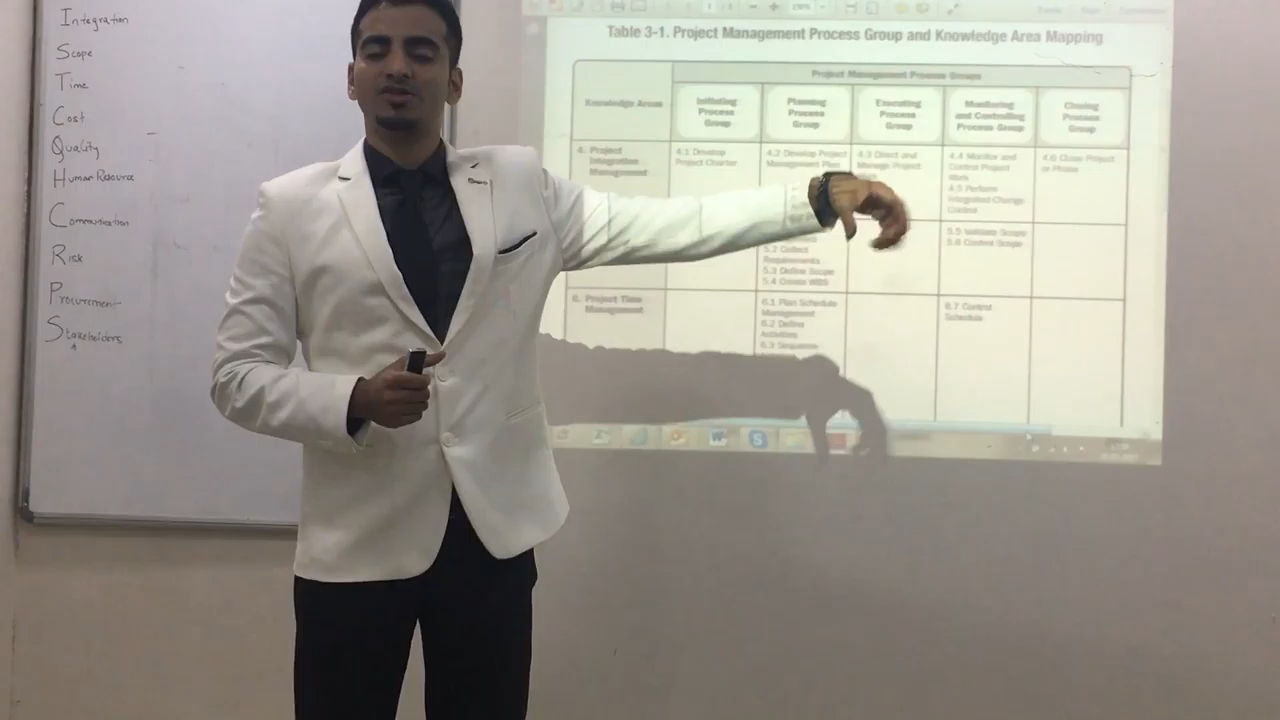 Integration
Scope
Time
Cost
Quality
Human Resource
Communication
Risk
Procurement
Stakeholders
Table 3-1. Project Management Process Group and Knowledge Area Mapping
Project Management Process Groups
Knowledge Areas
Initiating
Process
Group
Planning
Process
Group
Executing
Process
Group
Monitoring
and Controlling
Process Group
Closing
Process
Group
4. Project
Integration
Management
4.1 Develop
Project Charter
4.2 Develop Project
Management Plan
4.3 Direct and
Manage Project
4.4 Monitor and
Control Project
Work
4.5 Perform
Integrated Change
Control
4.6 Close Project
or Phase
5.2 Collect
Requirements
5.3 Define Scope
5.4 Create WBS
5.5 Validate Scope
5.6 Control Scope
6. Project Time
Management
6.1 Plan Schedule
Management
6.2 Define
Activities
6.3 Sequence
6.7 Control
Schedule